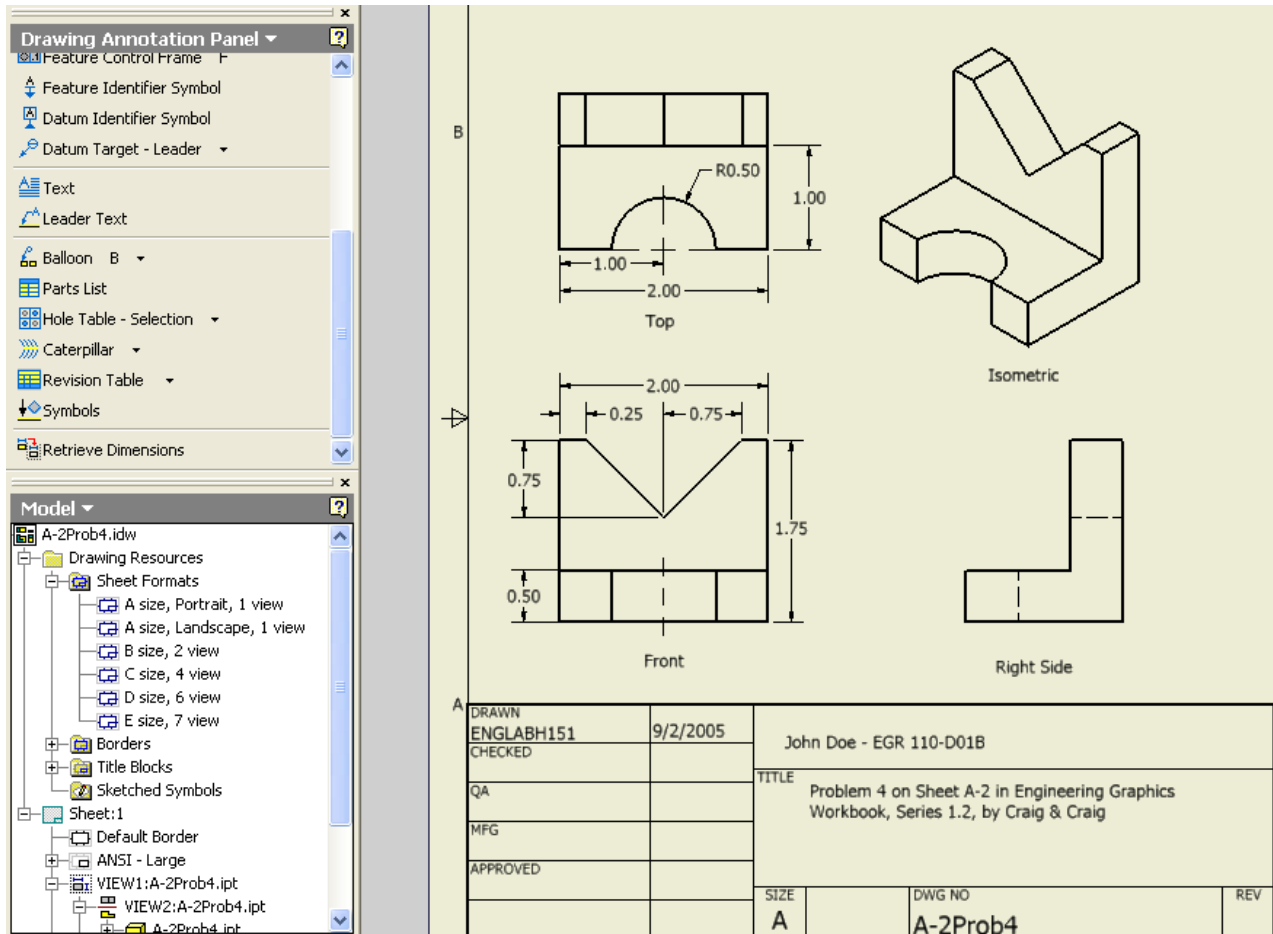 Drawing Annotation Panel
Feature Control Frame F
Feature Identifier Symbol
Datum Identifier Symbol
Datum Target - Leader
Text
Leader Text
Balloon B
Parts List
Hole Table - Selection
Caterpillar
Revision Table
Symbols
Retrieve Dimensions
Model
A-2Prob4.idw
Drawing Resources
Sheet Formats
A size, Portrait, 1 view
A size, Landscape, 1 view
B size, 2 view
C size, 4 view
D size, 6 view
E size, 7 view
Borders
Title Blocks
Sketched Symbols
Sheet:1
Default Border
ANSI - Large
VIEW1:A-2Prob4.ipt
VIEW2:A-2Prob4.ipt
A-2Prob4.ipt
B
R0.50
1.00
1.00
2.00
Top
Isometric
2.00
0.25
0.75
0.75
1.75
0.50
Front
Right Side
A
DRAWN
ENGLABH151
9/2/2005
CHECKED
QA
MFG
APPROVED
John Doe - EGR 110-D01B
TITLE
Problem 4 on Sheet A-2 in Engineering Graphics
Workbook, Series 1.2, by Craig & Craig
SIZE
A
DWG NO
A-2Prob4
REV